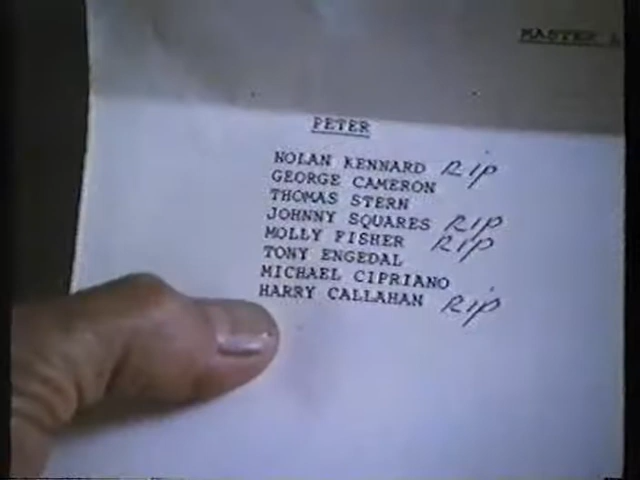 MASTER
PETER
NOLAN KENNARD RIP
GEORGE CAMERON
THOMAS STERN
JOHNNY SQUARES RIP
MOLLY FISHER RIP
TONY ENGEDAL
MICHAEL CIPRIANO
HARRY CALLAHAN RIP